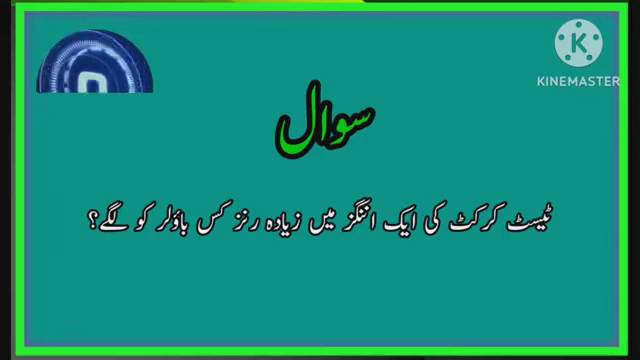 KINEMASTER
سوال
ٹیسٹ کرکٹ کی ایک اننگز میں زیادہ رنز کس باؤلر کو لگے؟